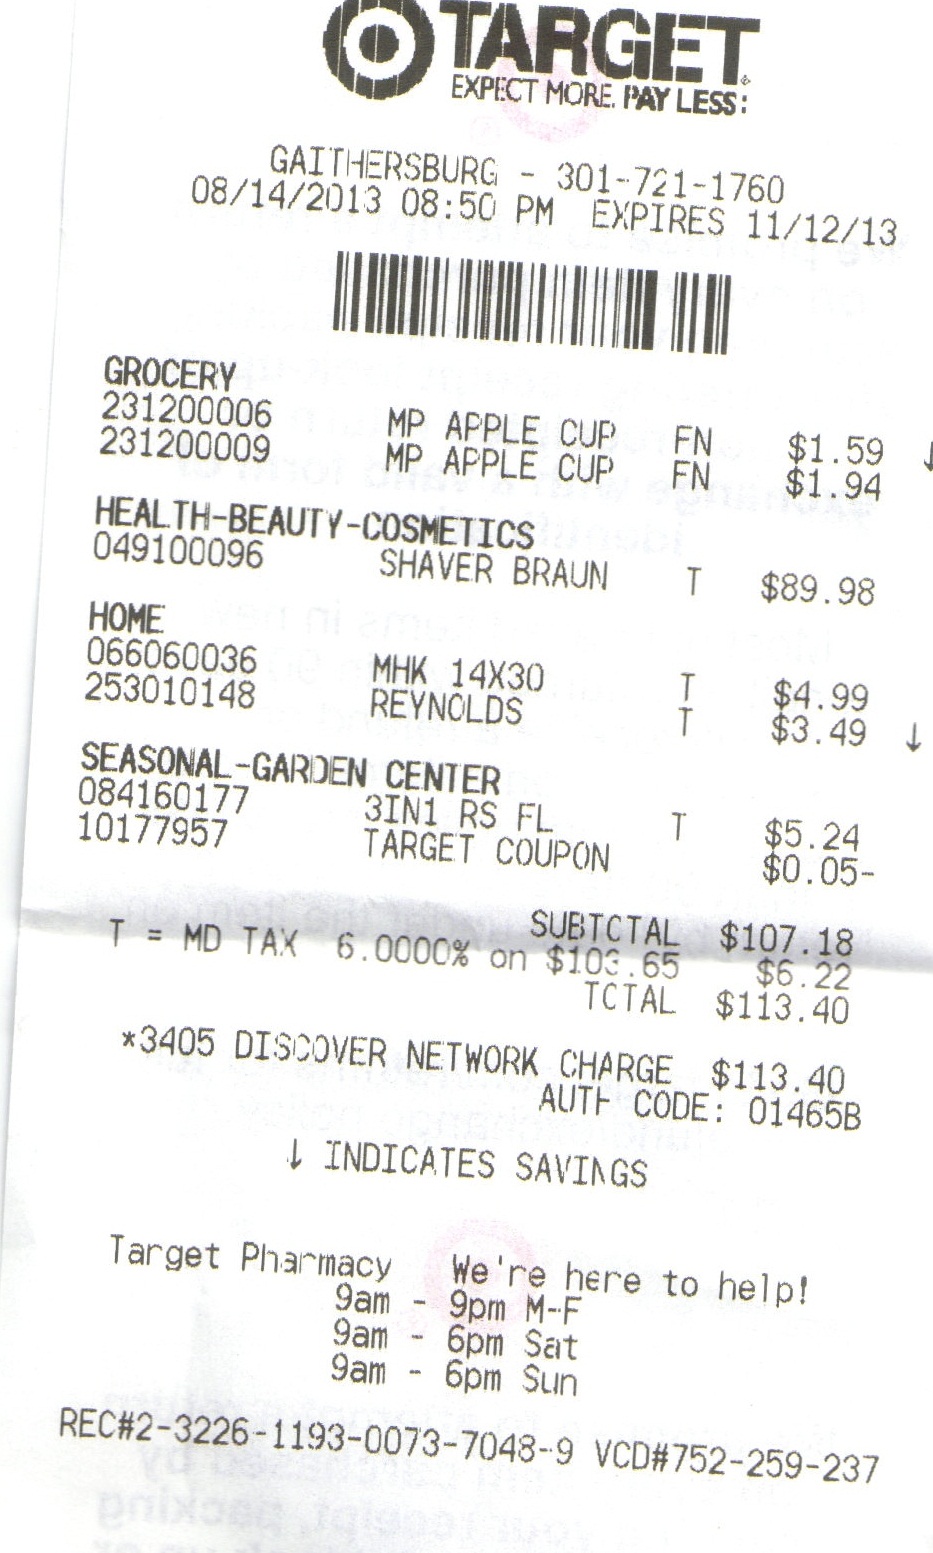 TARGET
EXPECT MORE. PAY LESS.
GAITHERSBURG - 301-721-1760
08/14/2013 08:50 PM EXPIRES 11/12/13
GROCERY
231200006 MP APPLE CUP FN $1.59 ↓
231200009 MP APPLE CUP FN $1.94
HEALTH-BEAUTY-COSMETICS
049100096 SHAVER BRAUN T $89.98
HOME
066060036 MHK 14X30 T $4.99
253010148 REYNOLDS T $3.49 ↓
SEASONAL-GARDEN CENTER
084160177 3IN1 RS FL T $5.24
10177957 TARGET COUPON $0.05-
SUBTOTAL $107.18
T = MD TAX 6.0000% on $103.65 $6.22
TOTAL $113.40
*3405 DISCOVER NETWORK CHARGE $113.40
AUTH CODE: 01465B
↓ INDICATES SAVINGS
Target Pharmacy We're here to help!
9am - 9pm M-F
9am - 6pm Sat
9am - 6pm Sun
REC#2-3226-1193-0073-7048-9 VCD#752-259-237